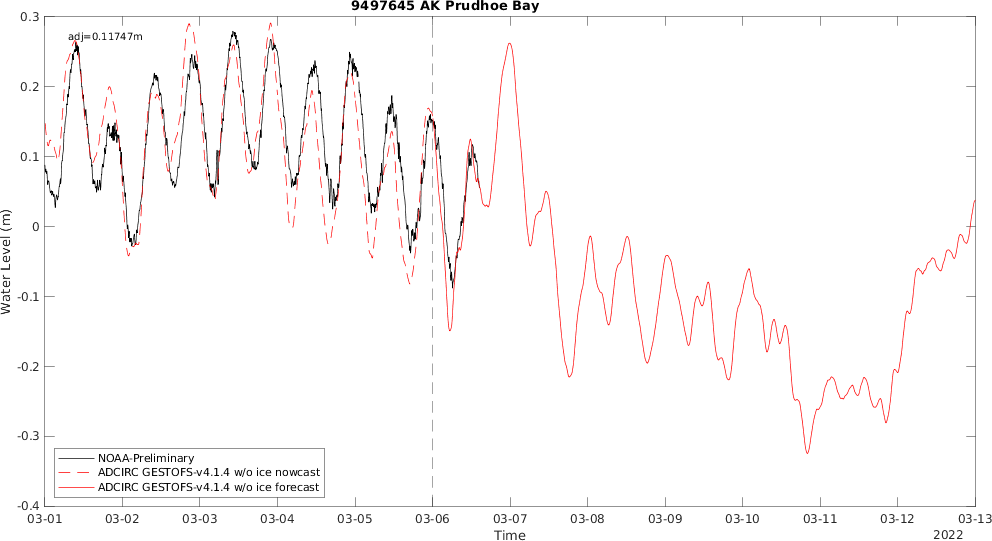 9497645 AK Prudhoe Bay
adj=0.11747m
0.3
0.2
0.1
0
-0.1
-0.2
-0.3
-0.4
Water Level (m)
NOAA-Preliminary
ADCIRC GESTOFS-v4.1.4 w/o ice nowcast
ADCIRC GESTOFS-v4.1.4 w/o ice forecast
03-01 03-02 03-03 03-04 03-05 03-06 03-07 03-08 03-09 03-10 03-11 03-12 03-13
Time
2022